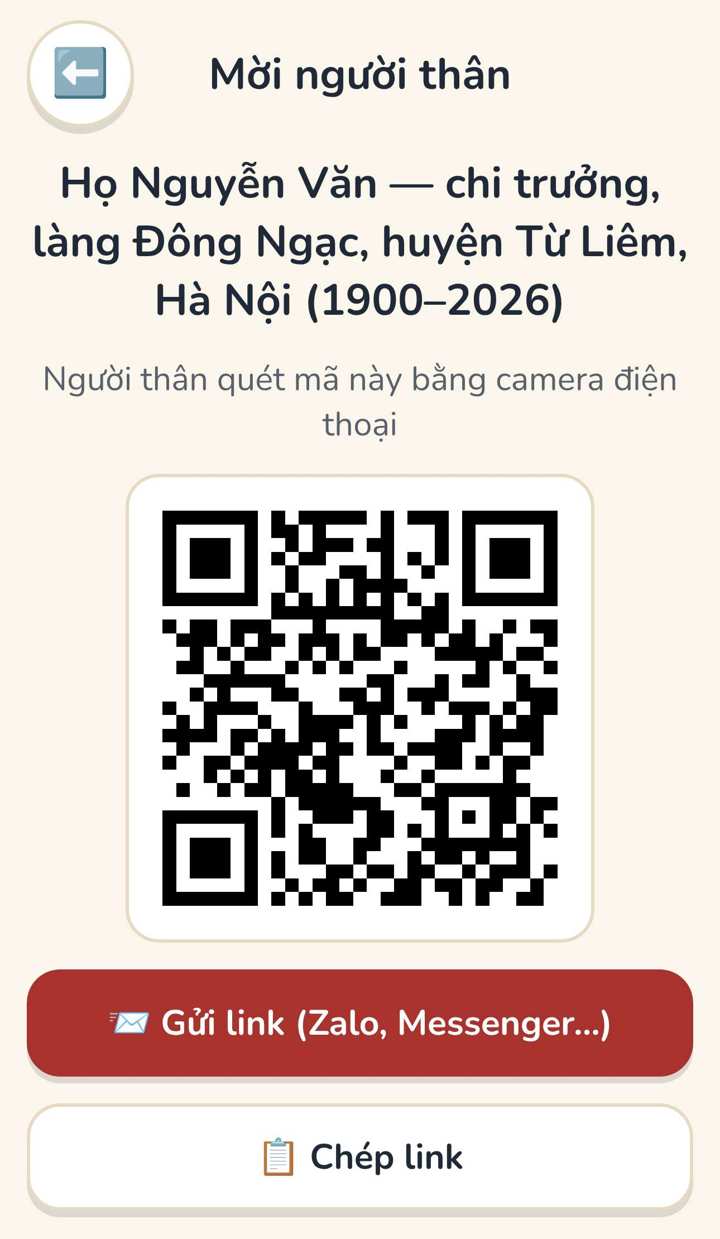 Mời người thân
Họ Nguyễn Văn — chi trưởng,
làng Đông Ngạc, huyện Từ Liêm,
Hà Nội (1900–2026)
Người thân quét mã này bằng camera điện
thoại
Gửi link (Zalo, Messenger...)
Chép link